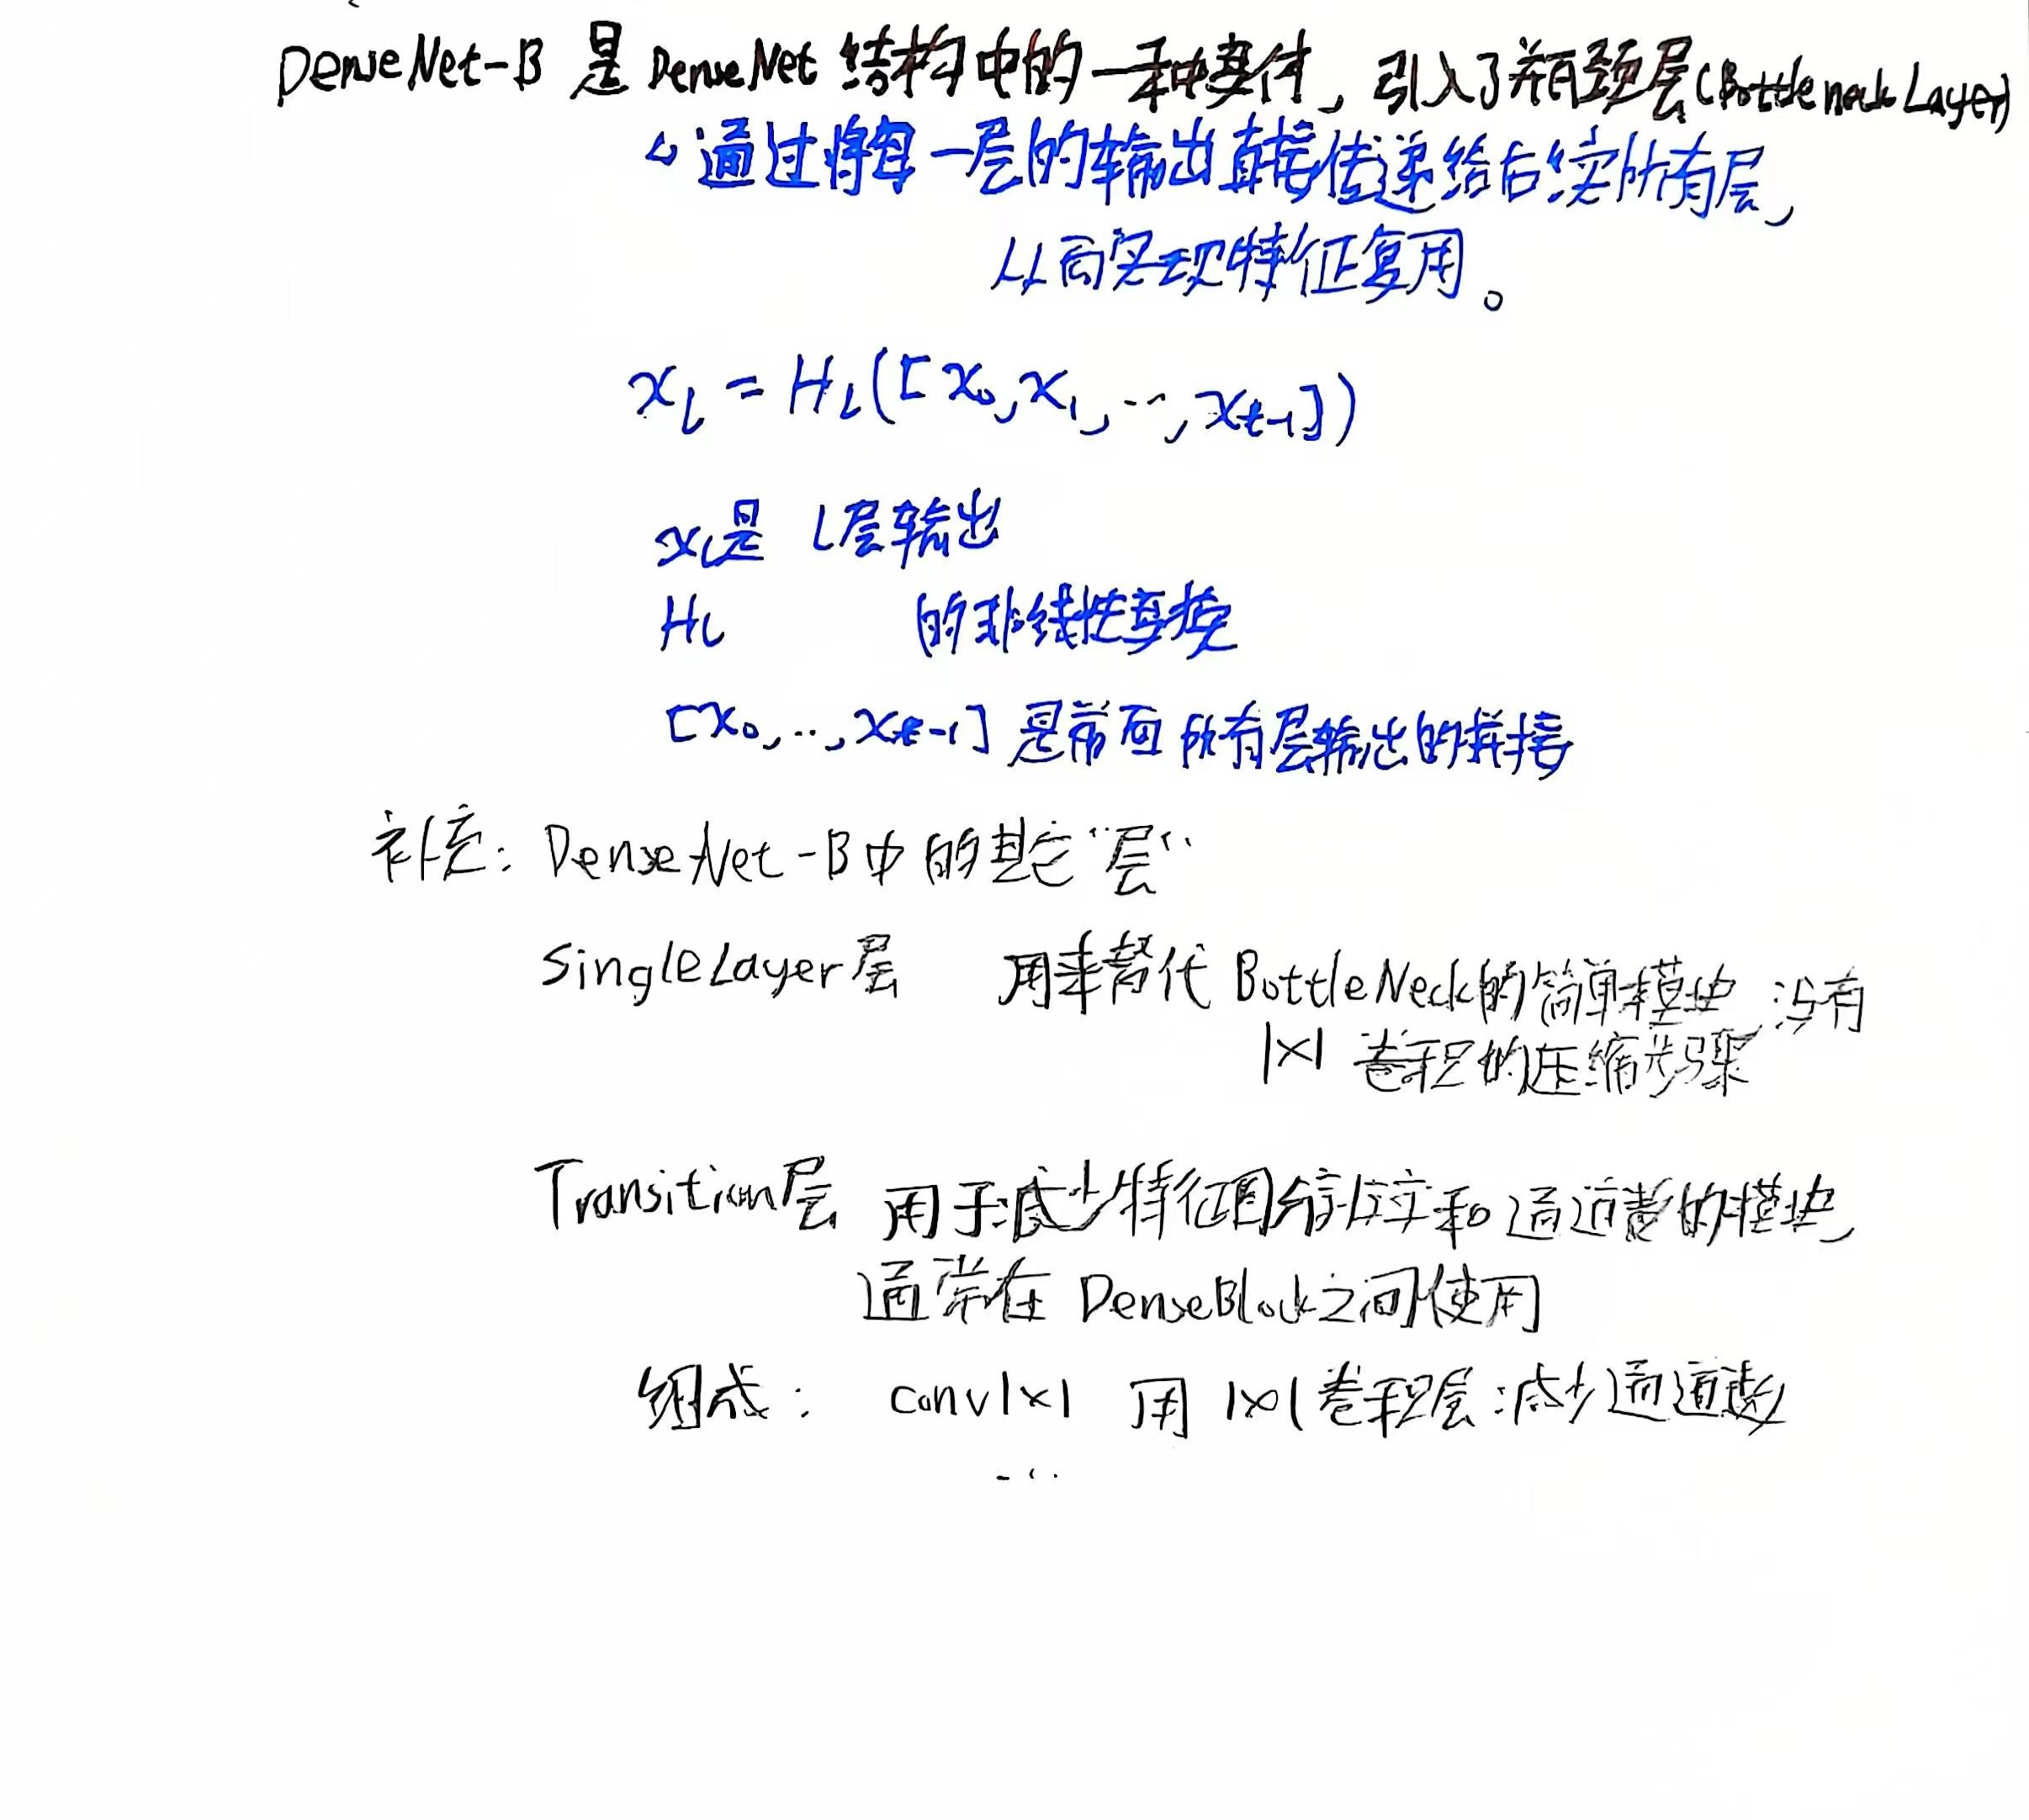 DenseNet-B 是 DenseNet 结构中的一种变体，引入了瓶颈层(Bottleneck Layer)
通过将每一层的输出直接传递给后续所有层，
从而实现特征复用。
x_l = H_l([x_0, x_1, ..., x_{t-1}])
x_l是 l层输出
H_l 的非线性变换
[x_0, .., x_{t-1}] 是前面所有层输出的拼接
补充：DenseNet-B中的其它“层”
SingleLayer层 用来替代 BottleNeck的简单模块 没有
1×1 卷积的压缩步骤
Transition层 用于减少特征图 和通道数的模块，
通常在 DenseBlock之间使用
组成： conv1×1 用 1×1卷积层减少通道数
...